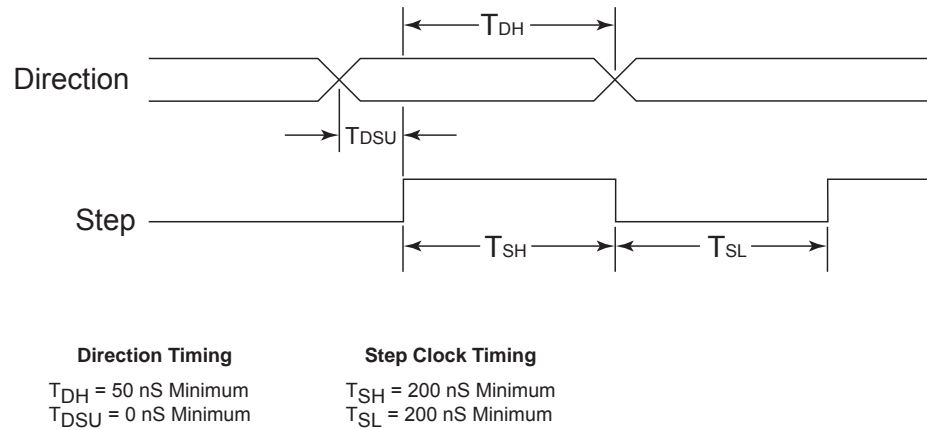 TDH
Direction
TDSU
Step
TSH
TSL
Direction Timing
TDH = 50 nS Minimum
TDSU = 0 nS Minimum
Step Clock Timing
TSH = 200 nS Minimum
TSL = 200 nS Minimum